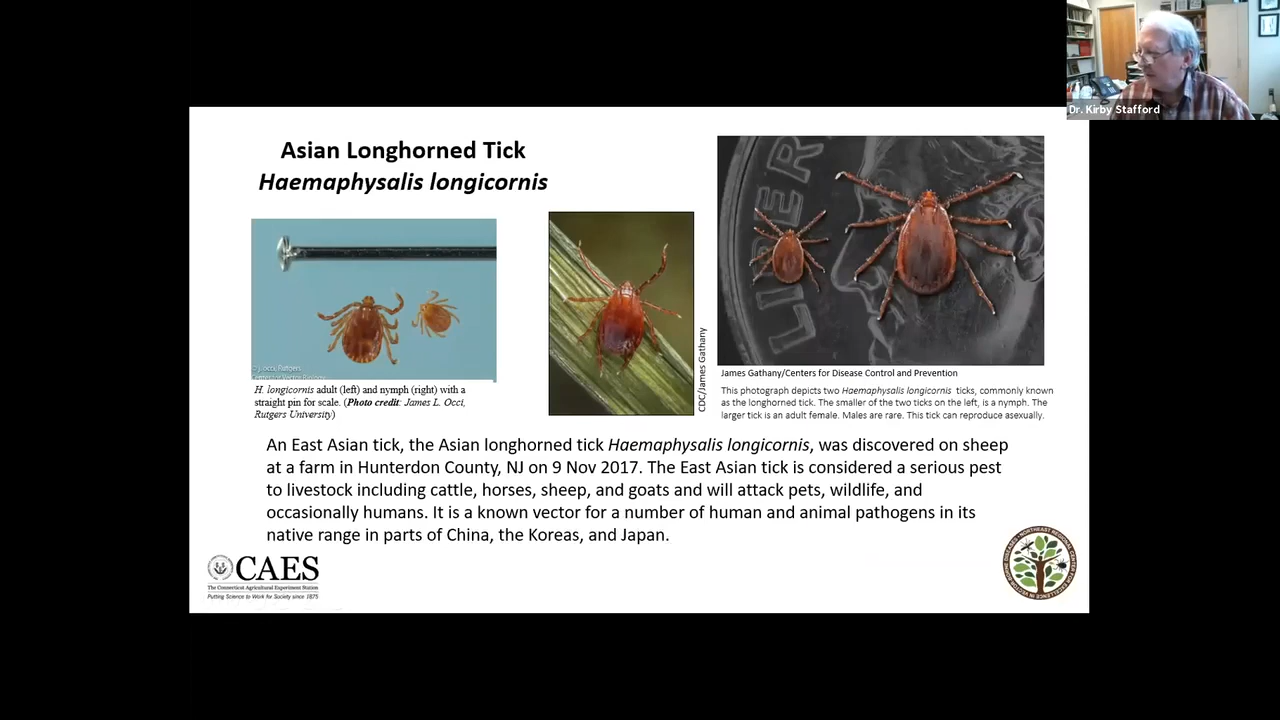 Dr. Kirby Stafford
Asian Longhorned Tick
Haemaphysalis longicornis
LIBER
H. longicornis adult (left) and nymph (right) with a
straight pin for scale. (Photo credit: James L. Occi,
Rutgers University)
CDC/James Gathany
James Gathany/Centers for Disease Control and Prevention
This photograph depicts two Haemaphysalis longicornis ticks, commonly known
as the longhorned tick. The smaller of the two ticks on the left, is a nymph. The
larger tick is an adult female. Males are rare. This tick can reproduce asexually.
An East Asian tick, the Asian longhorned tick Haemaphysalis longicornis, was discovered on sheep
at a farm in Hunterdon County, NJ on 9 Nov 2017. The East Asian tick is considered a serious pest
to livestock including cattle, horses, sheep, and goats and will attack pets, wildlife, and
occasionally humans. It is a known vector for a number of human and animal pathogens in its
native range in parts of China, the Koreas, and Japan.
CAES
The Connecticut Agricultural Experiment Station
Putting Science to Work for Society since 1875